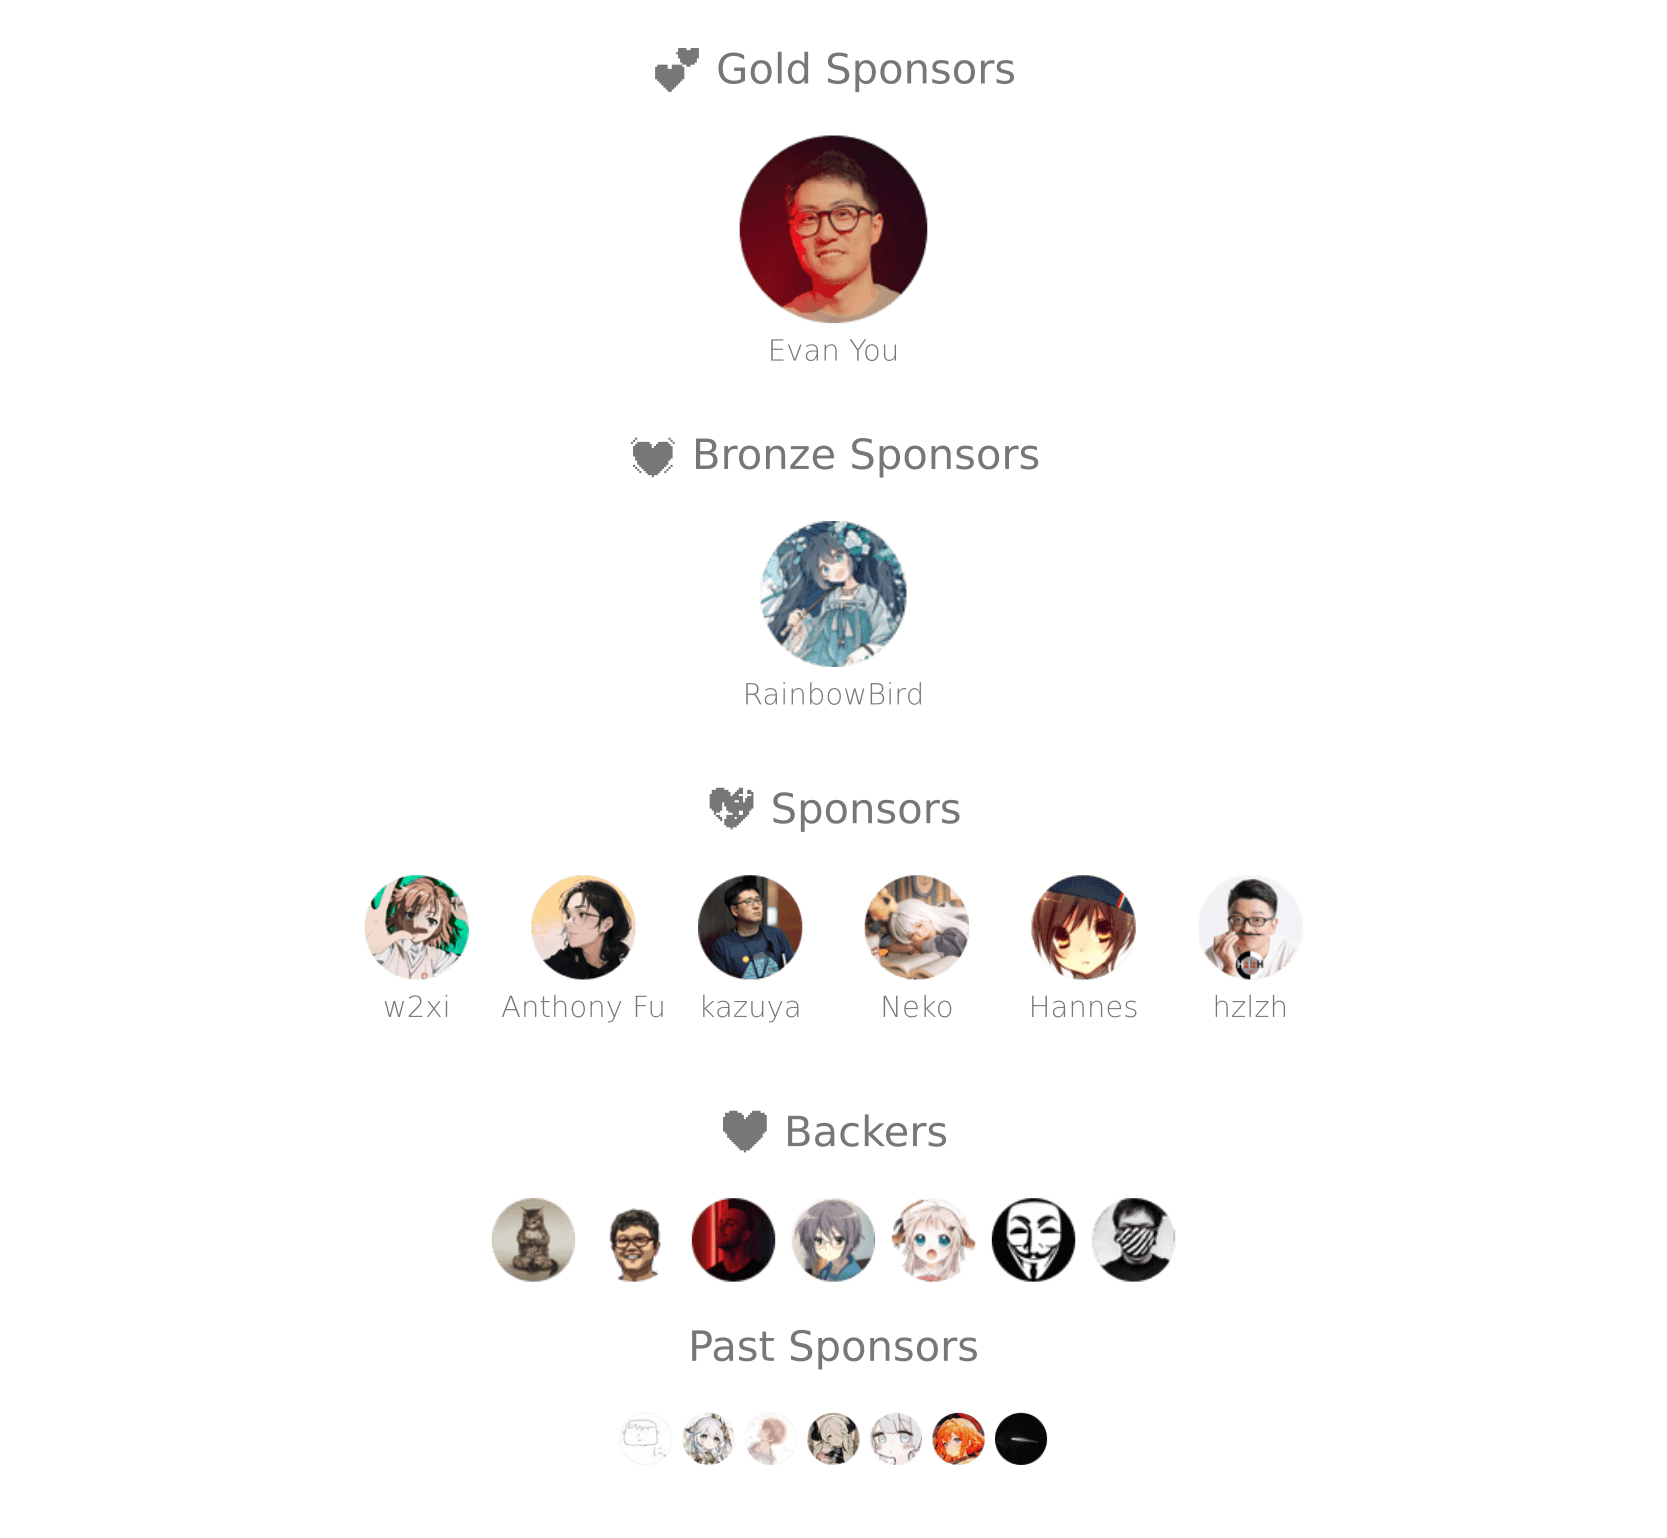 Gold Sponsors
Evan You
Bronze Sponsors
RainbowBird
Sponsors
w2xi Anthony Fu kazuya Neko Hannes hzlzh
Backers
Past Sponsors